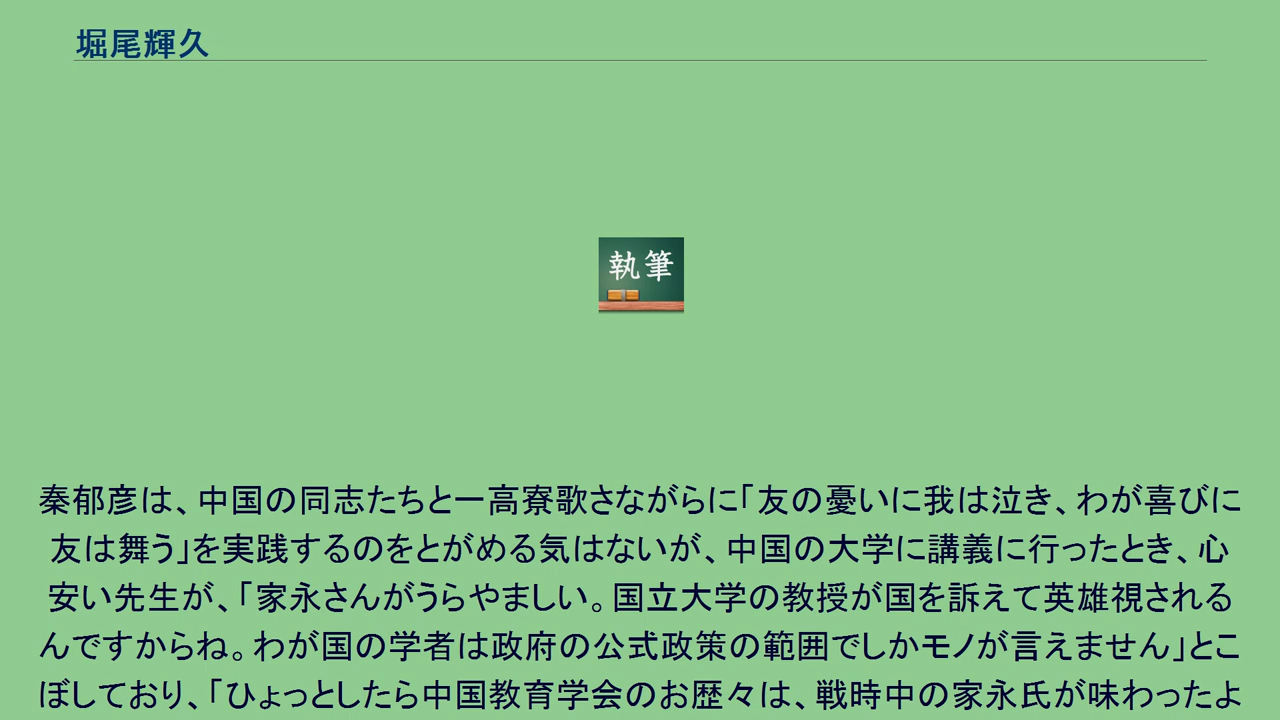 堀尾輝久
執筆
秦郁彦は、中国の同志たちと一高寮歌さながらに「友の憂いに我は泣き、わが喜びに
友は舞う」を実践するのをとがめる気はないが、中国の大学に講義に行ったとき、心
安い先生が、「家永さんがうらやましい。国立大学の教授が国を訴えて英雄視される
んですからね。わが国の学者は政府の公式政策の範囲でしかモノが言えません」とこ
ぼしており、「ひょっとしたら中国教育学会のお歴々は、戦時中の家永氏が味わったよ